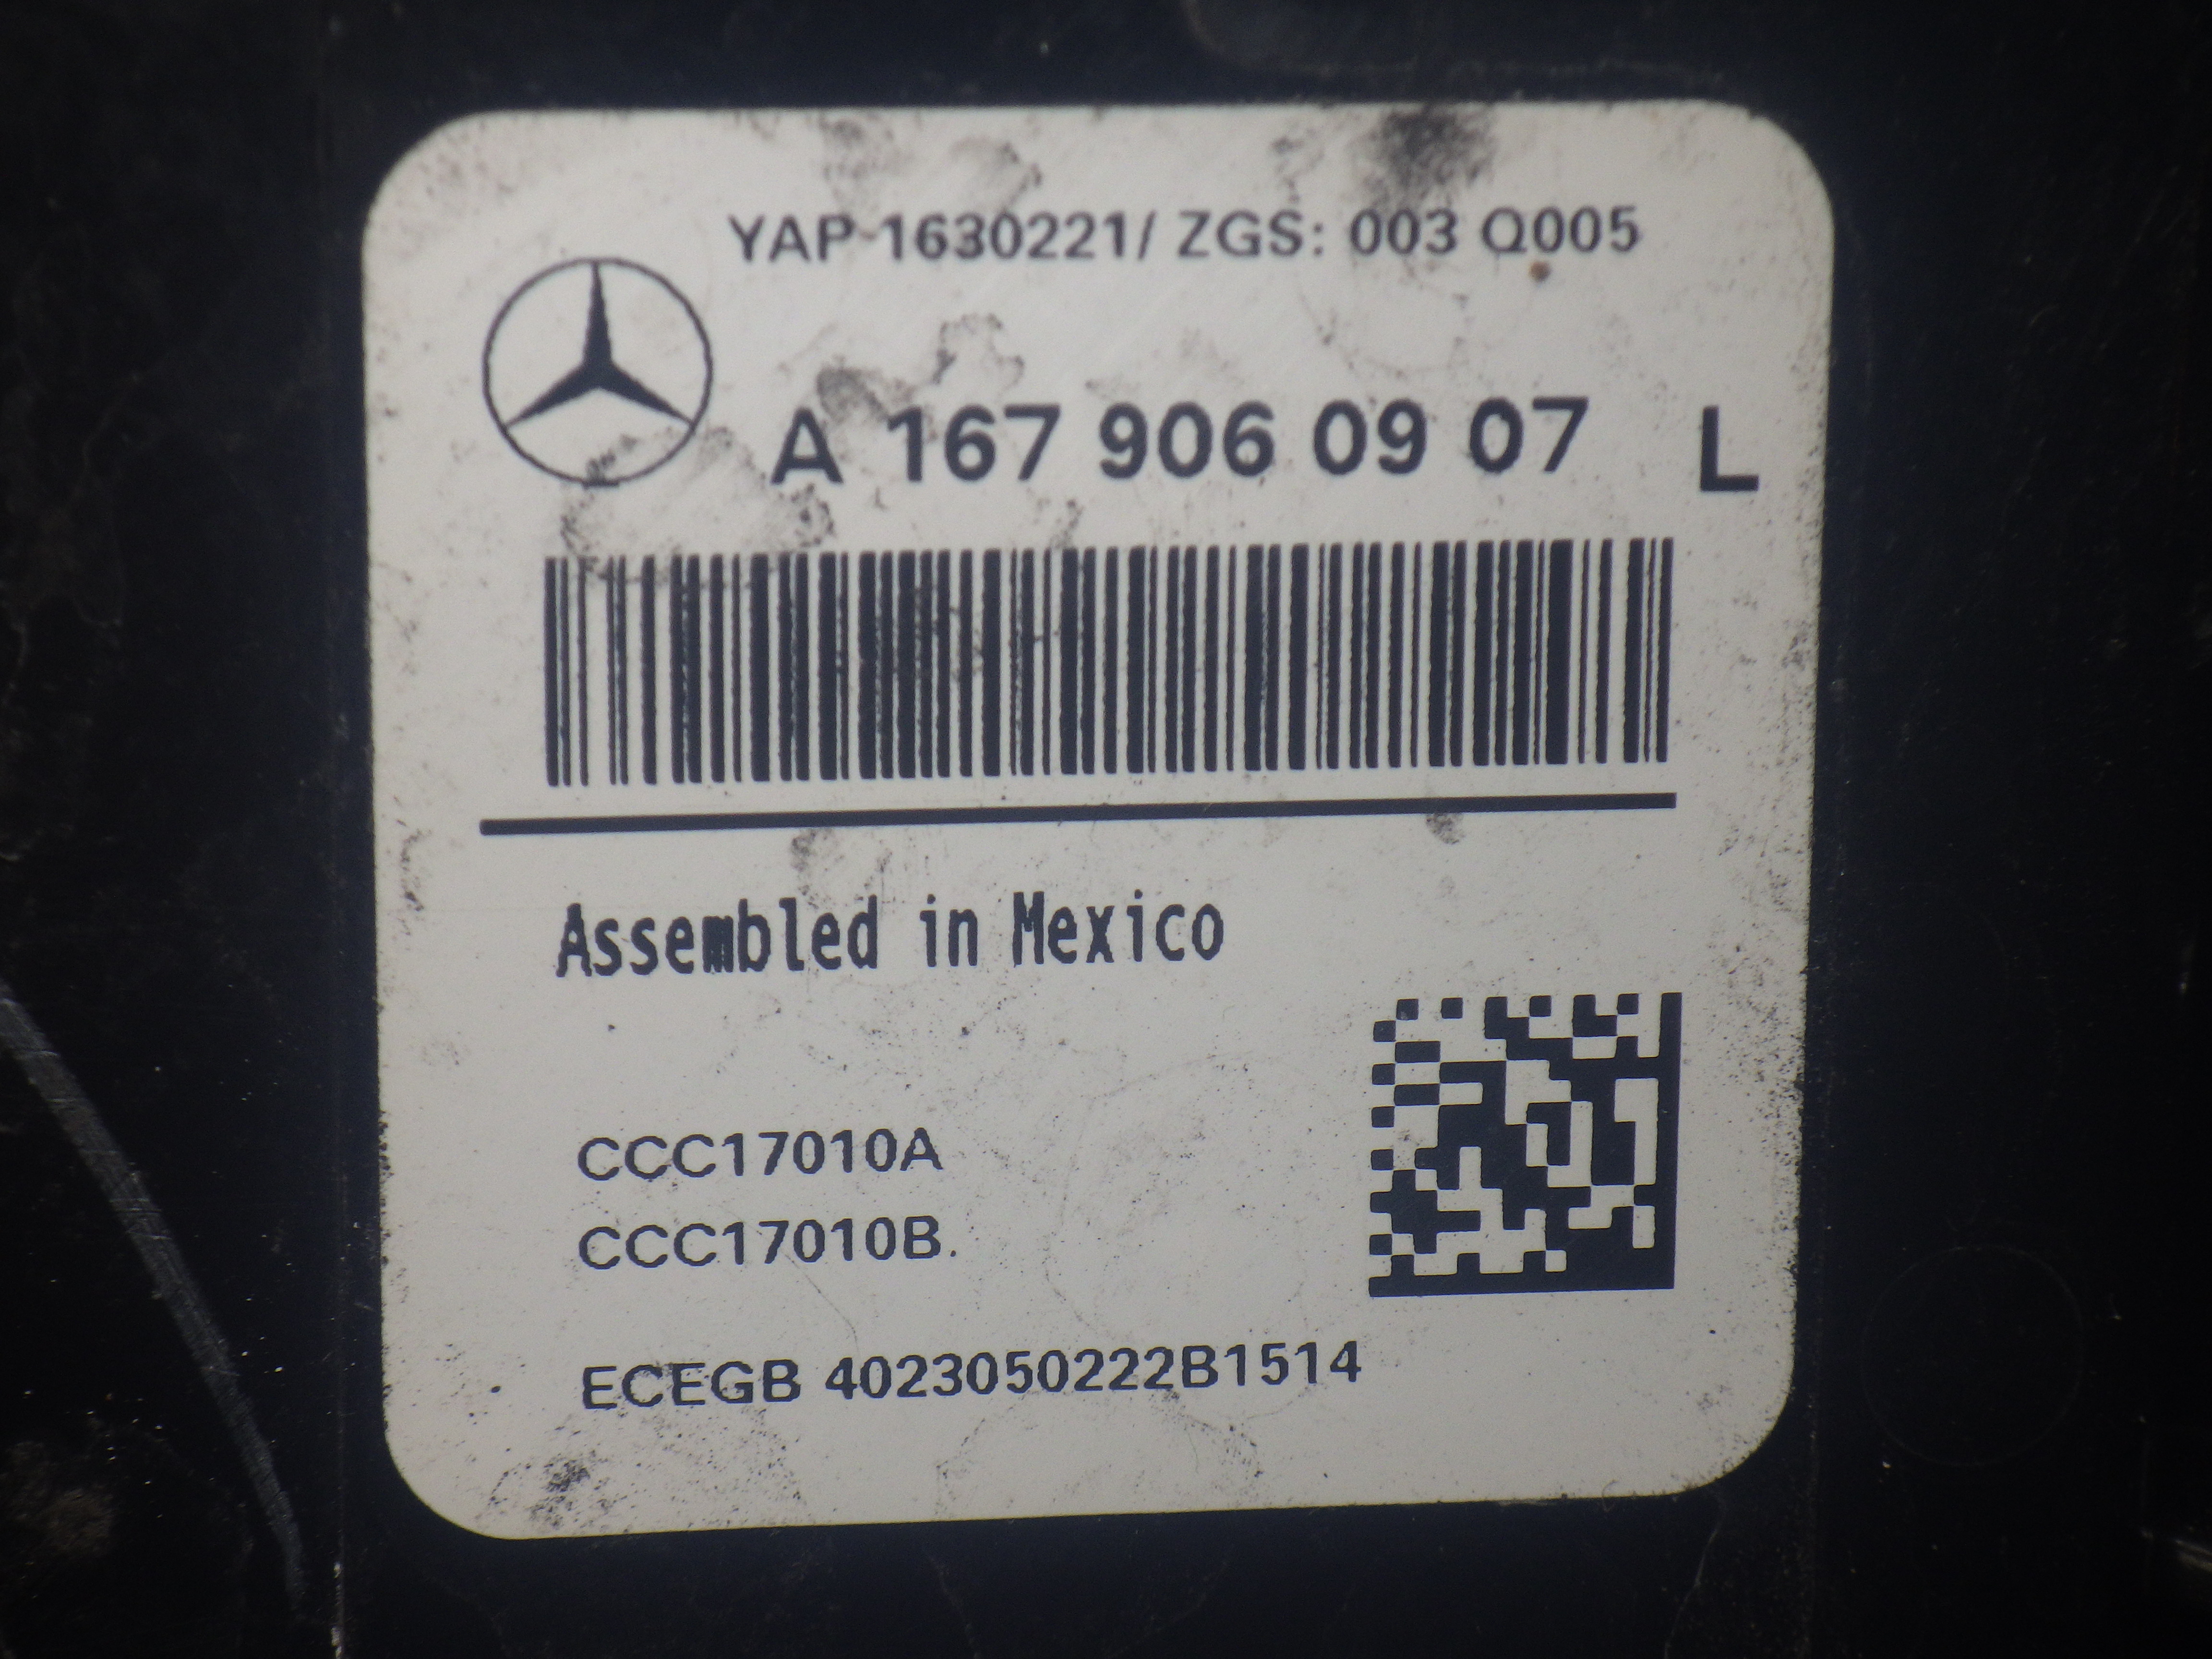 YAP 1630221/ ZGS: 003 Q005
A 167 906 09 07 L
Assembled in Mexico
CCC17010A
CCC17010B.
ECEGB 4023050222B1514